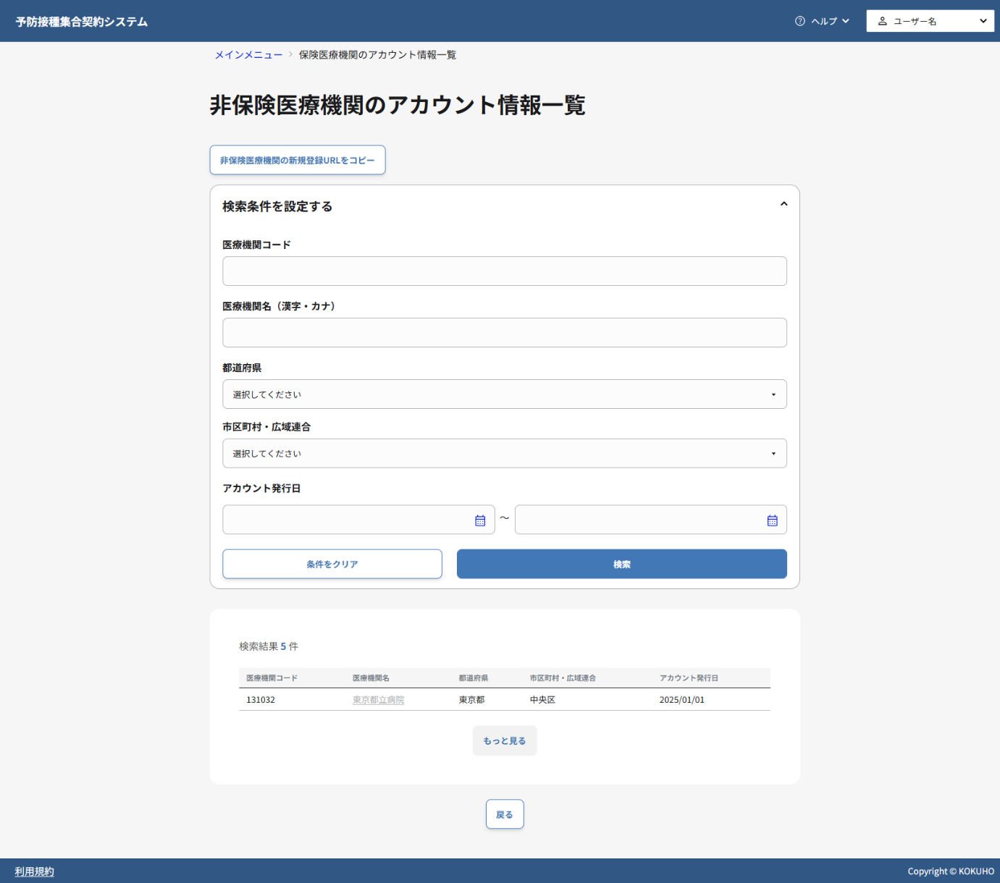 予防接種集合契約システム
ヘルプ
ユーザー名
メインメニュー
保険医療機関のアカウント情報一覧
非保険医療機関のアカウント情報一覧
非保険医療機関の新規登録URLをコピー
検索条件を設定する
医療機関コード
医療機関名（漢字・カナ）
都道府県
選択してください
市区町村・広域連合
選択してください
アカウント発行日
～
条件をクリア
検索
検索結果 5 件
医療機関コード 医療機関名 都道府県 市区町村・広域連合 アカウント発行日
131032 東京都立病院 東京都 中央区 2025/01/01
もっと見る
戻る
利用規約
Copyright © KOKUHO